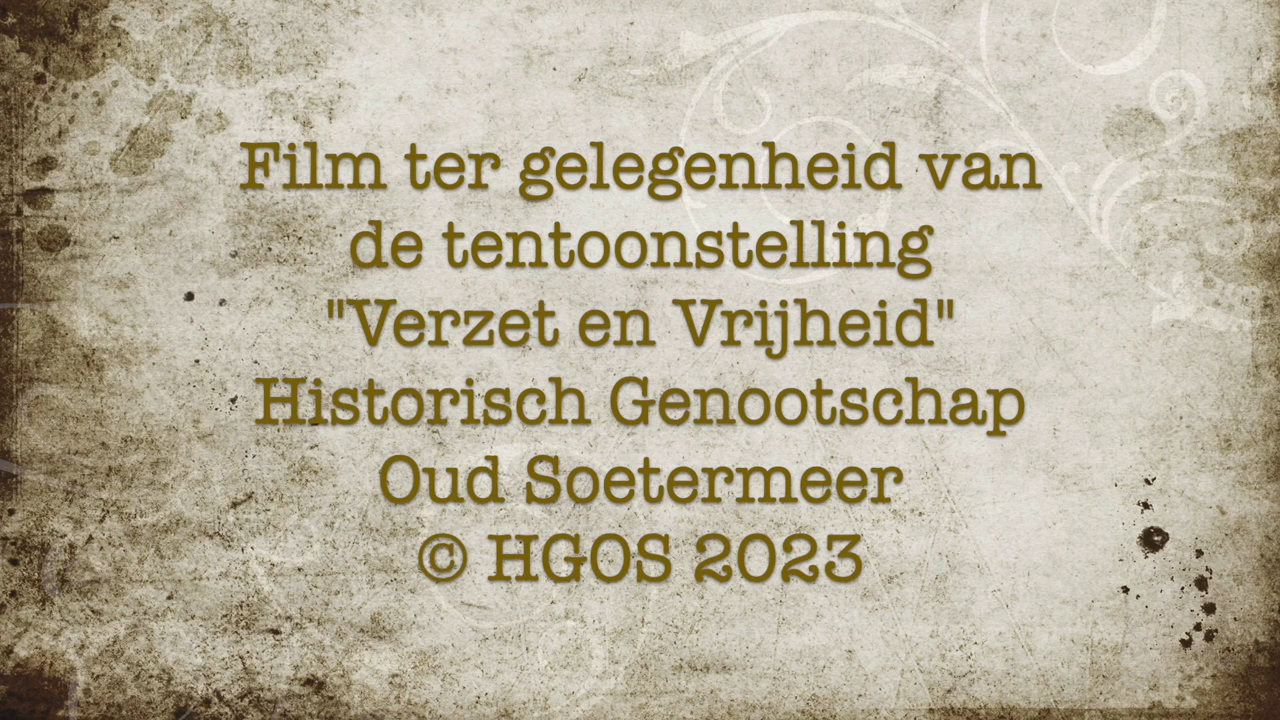 Film ter gelegenheid van
de tentoonstelling
"Verzet en Vrijheid"
Historisch Genootschap
Oud Soetermeer
© HGOS 2023